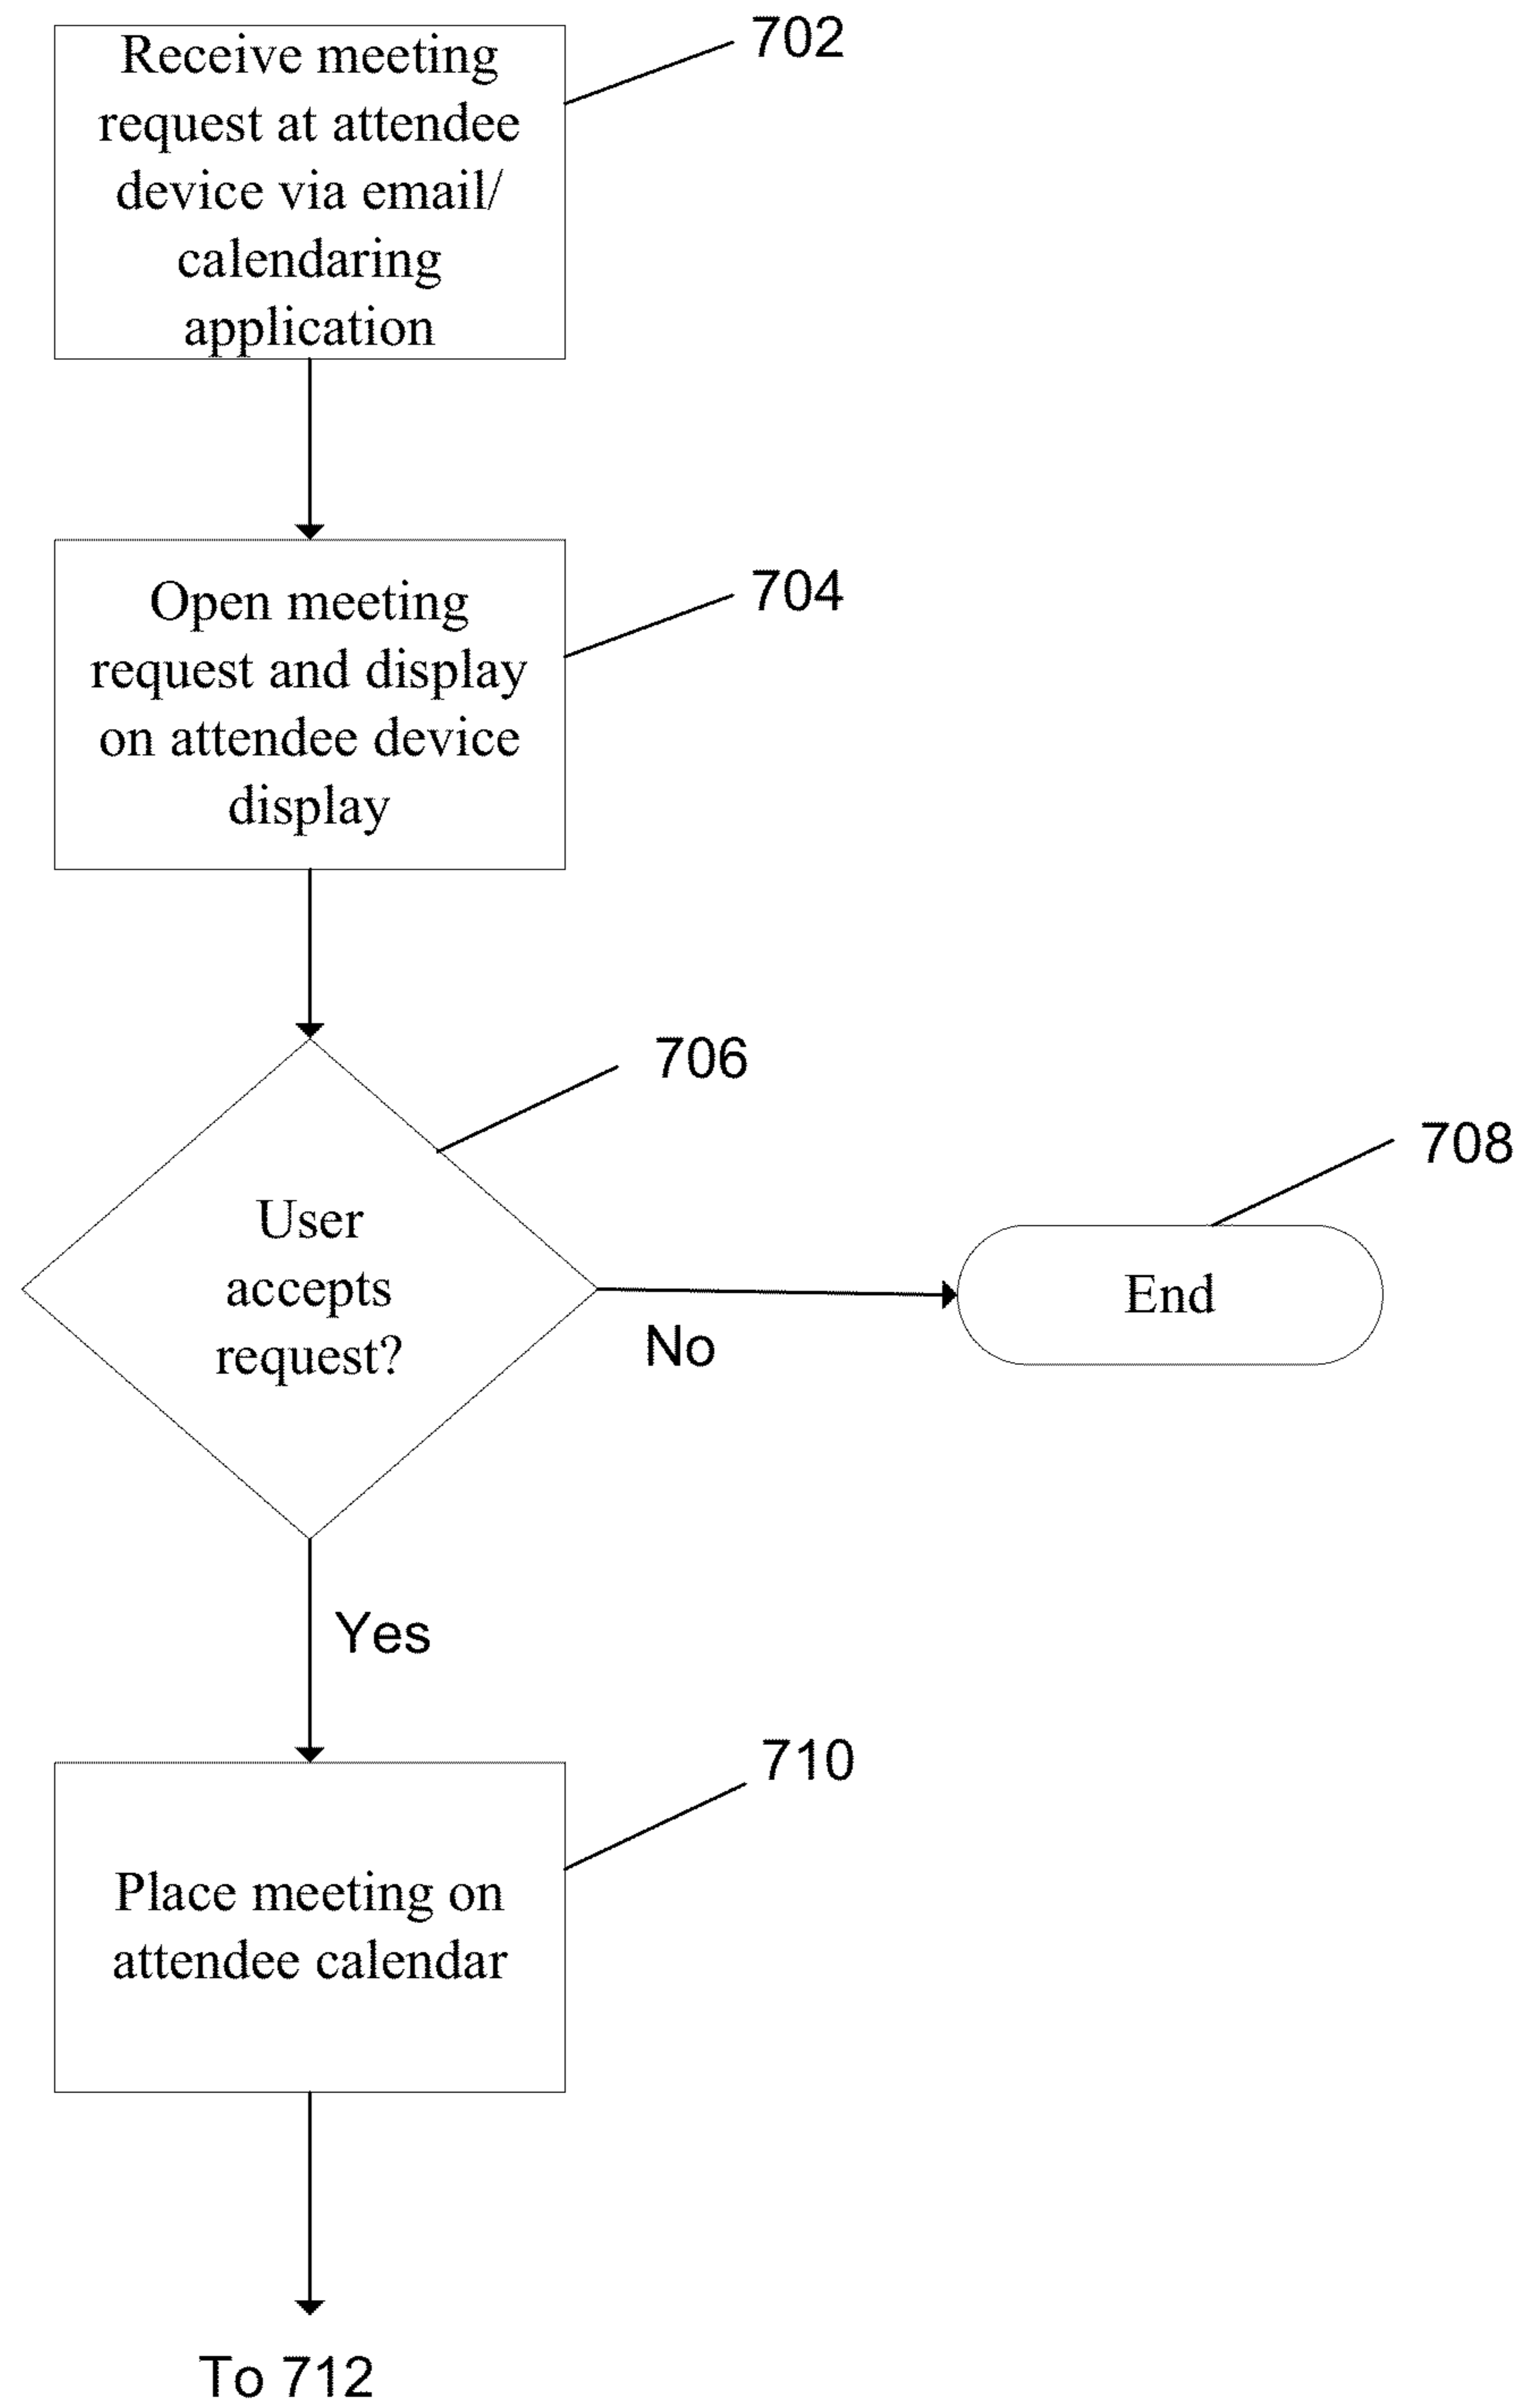 Receive meeting
request at attendee
device via email/
calendaring
application
702
Open meeting
request and display
on attendee device
display
704
User
accepts
request?
706
No
End
708
Yes
Place meeting on
attendee calendar
710
To 712